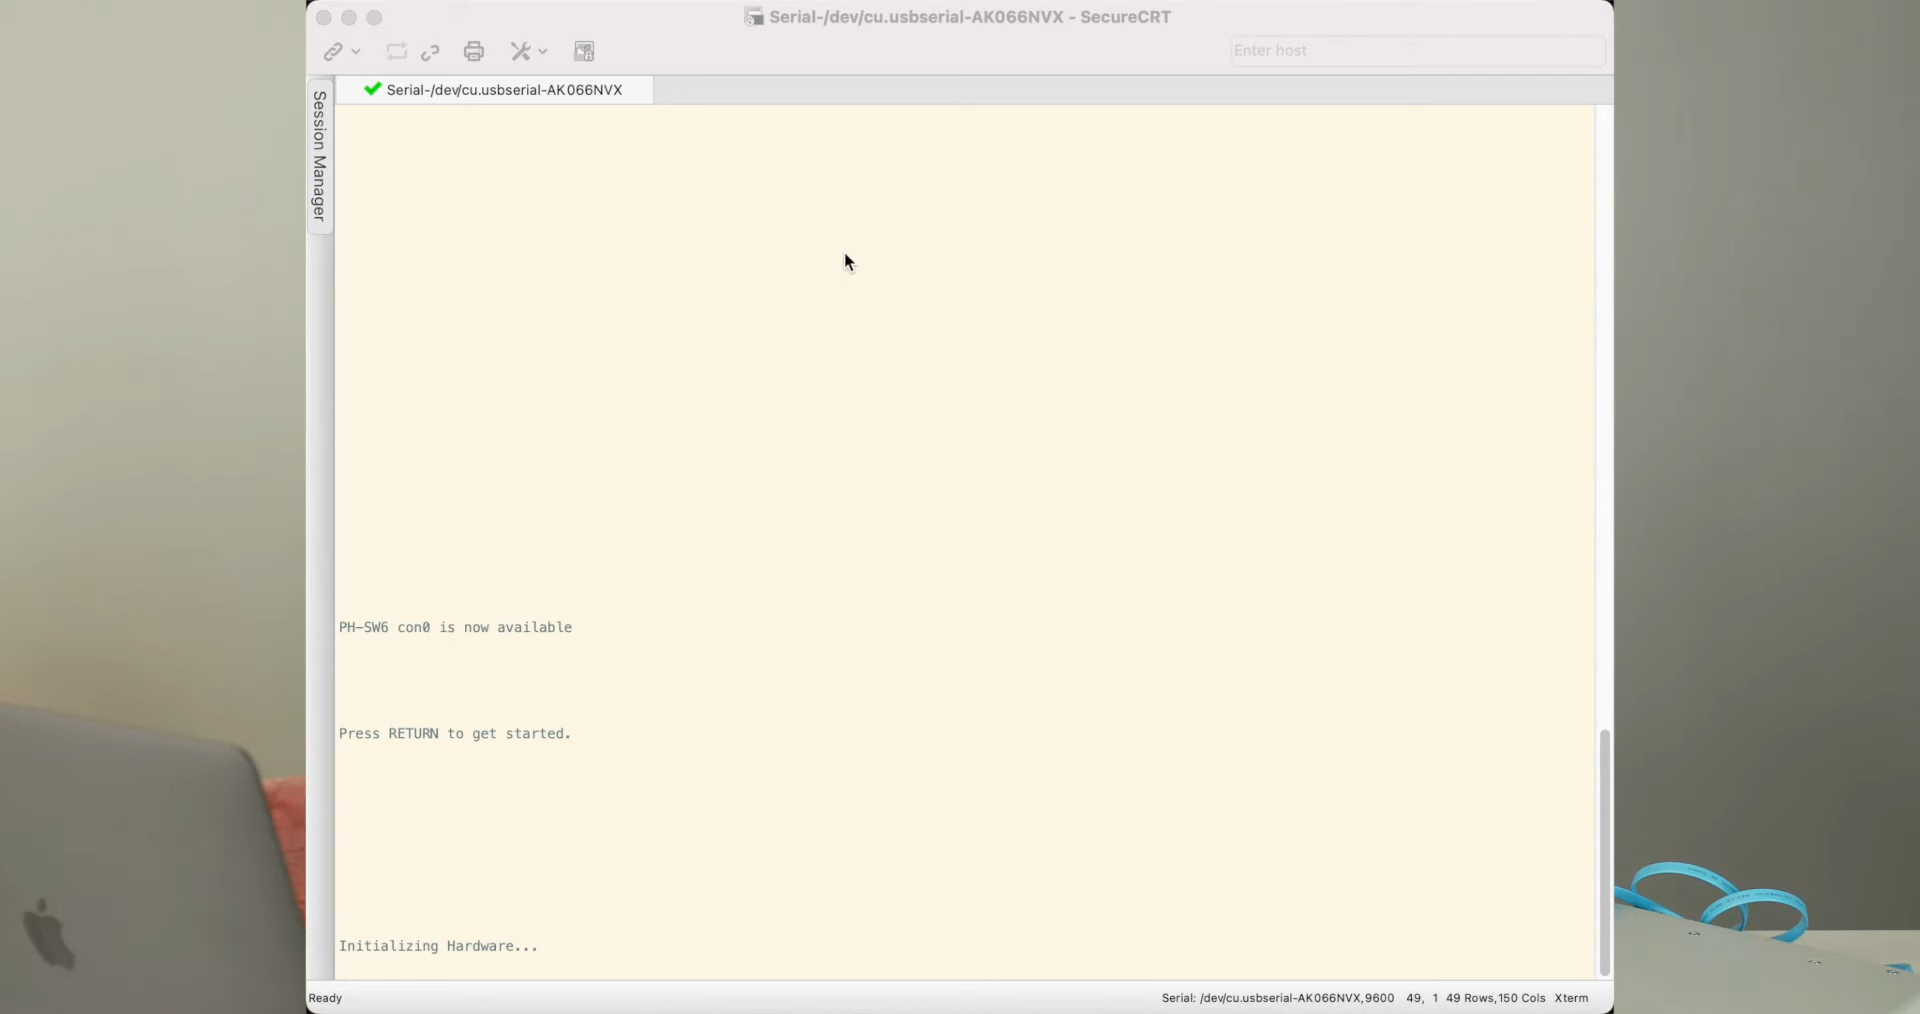 Serial-/dev/cu.usbserial-AK066NVX - SecureCRT
Enter host
Serial-/dev/cu.usbserial-AK066NVX
Session Manager
PH-SW6 con0 is now available
Press RETURN to get started.
Initializing Hardware...
Ready
Serial: /dev/cu.usbserial-AK066NVX,9600 49, 1 49 Rows,150 Cols Xterm